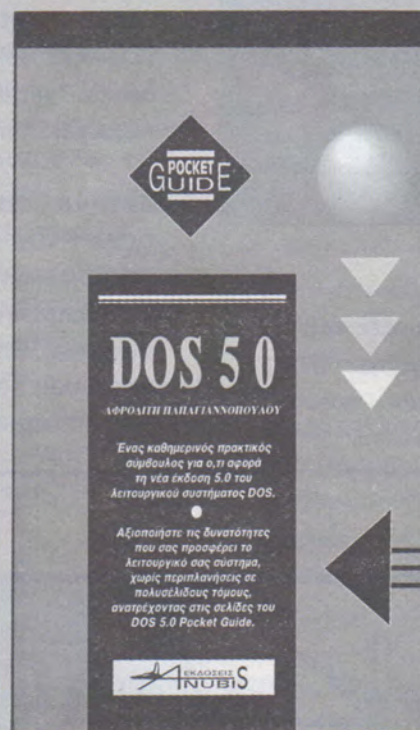 POCKET
GUIDE
DOS 5 0
ΑΦΡΟΔΙΤΗ ΠΑΠΑΓΙΑΝΝΟΠΟΥΛΟΥ
Ένας καθημερινός πρακτικός
σύμβουλος για ο,τι αφορά
τη νέα έκδοση 5.0 του
λειτουργικού συστήματος DOS.
Αξιοποιήστε τις δυνατότητες
που σας προσφέρει το
λειτουργικό σας σύστημα,
χωρίς περιπλανήσεις σε
πολυσέλιδους τόμους,
ανατρέχοντας στις σελίδες του
DOS 5.0 Pocket Guide.
ΕΚΔΟΣΕΙΣ
ANUBIS